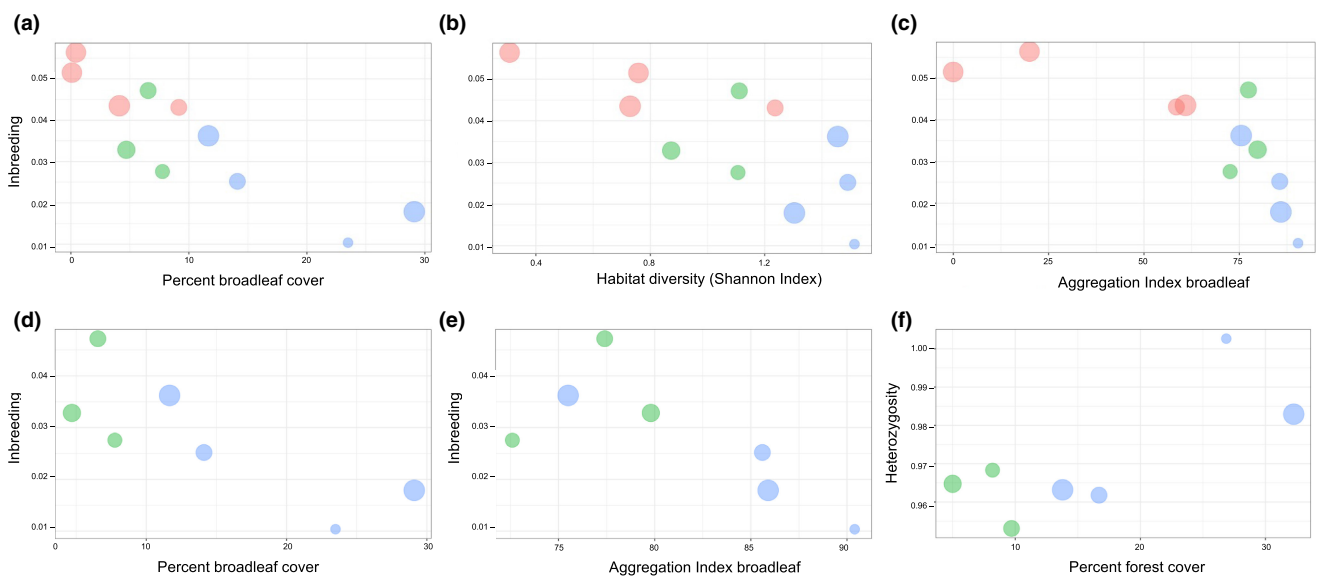 (a)
Inbreeding
0.05
0.04
0.03
0.02
0.01
0 10 20 30
Percent broadleaf cover
(b)
0.05
0.04
0.03
0.02
0.01
0.4 0.8 1.2
Habitat diversity (Shannon Index)
(c)
0.05
0.04
0.03
0.02
0.01
0 25 50 75
Aggregation Index broadleaf
(d)
Inbreeding
0.04
0.03
0.02
0.01
0 10 20 30
Percent broadleaf cover
(e)
Inbreeding
0.04
0.03
0.02
0.01
75 80 85 90
Aggregation Index broadleaf
(f)
Heterozygosity
1.00
0.99
0.98
0.97
0.96
10 20 30
Percent forest cover